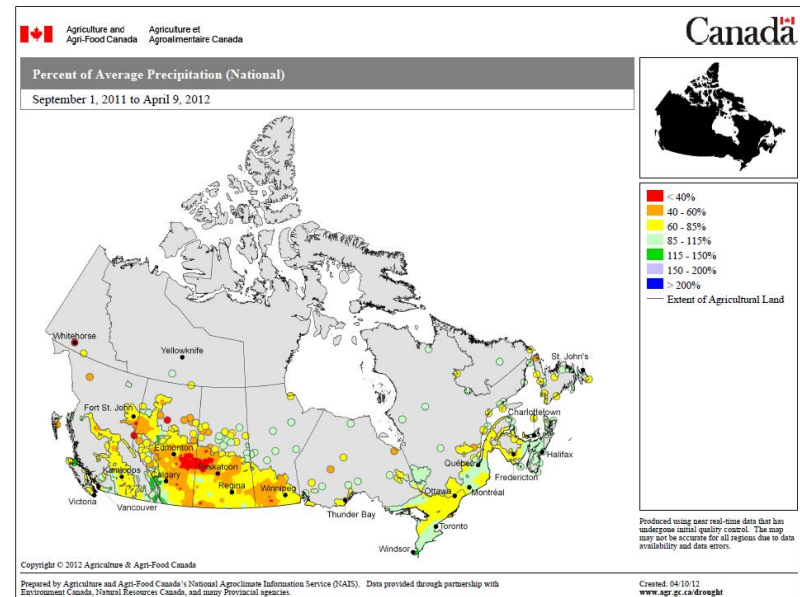 Agriculture and
Agri-Food Canada
Agriculture et
Agroalimentaire Canada
Canada
Percent of Average Precipitation (National)
September 1, 2011 to April 9, 2012
< 40%
40 - 60%
60 - 85%
85 - 115%
115 - 150%
150 - 200%
> 200%
Extent of Agricultural Land
Whitehorse
Yellowknife
St. John's
Fort St. John
Charlottetown
Edmonton
Halifax
Saskatoon
Québec
Kamloops
Calgary
Fredericton
Regina
Winnipeg
Ottawa
Montréal
Victoria
Vancouver
Thunder Bay
Toronto
Windsor
Produced using near real-time data that has
undergone initial quality control. The map
may not be accurate for all regions due to data
availability and data errors.
Copyright © 2012 Agriculture & Agri-Food Canada
Prepared by Agriculture and Agri-Food Canada's National Agroclimate Information Service (NAIS). Data provided through partnership with
Environment Canada, Natural Resources Canada, and many Provincial agencies.
Created: 04/10/12
www.agr.gc.ca/drought